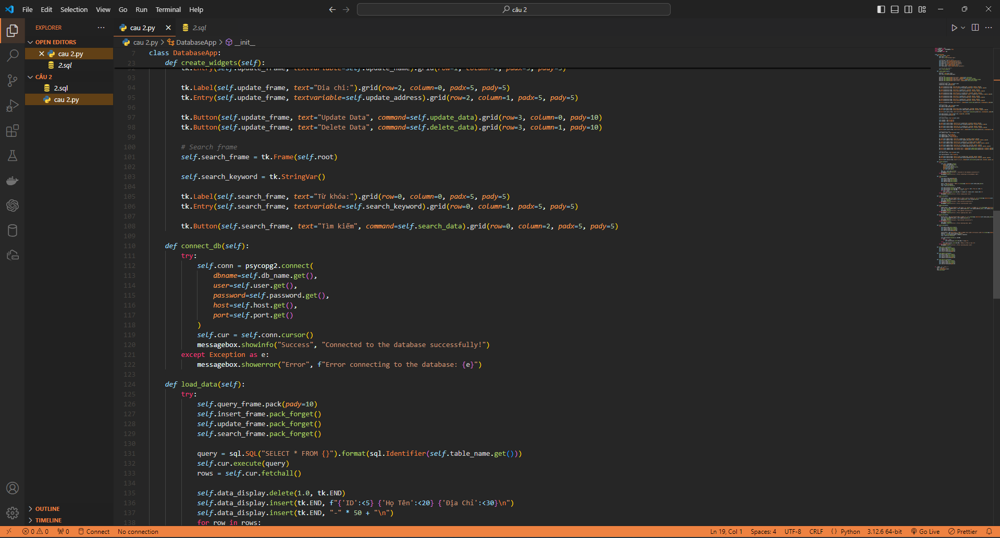 File Edit Selection View Go Run Terminal Help
câu 2
EXPLORER
OPEN EDITORS
cau 2.py
2.sql
CÂU 2
2.sql
cau 2.py
OUTLINE
TIMELINE
cau 2.py
2.sql
cau 2.py > DatabaseApp > __init__
7 class DatabaseApp:
23 def create_widgets(self):
92 tk.Entry(self.update_frame, textvariable=self.update_name).grid(row=1, column=1, padx=5, pady=5)
93
94 tk.Label(self.update_frame, text="Dia chi:").grid(row=2, column=0, padx=5, pady=5)
95 tk.Entry(self.update_frame, textvariable=self.update_address).grid(row=2, column=1, padx=5, pady=5)
96
97 tk.Button(self.update_frame, text="Update Data", command=self.update_data).grid(row=3, column=0, pady=10)
98 tk.Button(self.update_frame, text="Delete Data", command=self.delete_data).grid(row=3, column=1, pady=10)
99
100 # Search frame
101 self.search_frame = tk.Frame(self.root)
102
103 self.search_keyword = tk.StringVar()
104
105 tk.Label(self.search_frame, text="Từ khóa:").grid(row=0, column=0, padx=5, pady=5)
106 tk.Entry(self.search_frame, textvariable=self.search_keyword).grid(row=0, column=1, padx=5, pady=5)
107
108 tk.Button(self.search_frame, text="Tìm kiếm", command=self.search_data).grid(row=0, column=2, padx=5, pady=5)
109
110 def connect_db(self):
111 try:
112 self.conn = psycopg2.connect(
113 dbname=self.db_name.get(),
114 user=self.user.get(),
115 password=self.password.get(),
116 host=self.host.get(),
117 port=self.port.get()
118 )
119 self.cur = self.conn.cursor()
120 messagebox.showinfo("Success", "Connected to the database successfully!")
121 except Exception as e:
122 messagebox.showerror("Error", f"Error connecting to the database: {e}")
123
124 def load_data(self):
125 try:
126 self.query_frame.pack(pady=10)
127 self.insert_frame.pack_forget()
128 self.update_frame.pack_forget()
129 self.search_frame.pack_forget()
130
131 query = sql.SQL("SELECT * FROM {}").format(sql.Identifier(self.table_name.get()))
132 self.cur.execute(query)
133 rows = self.cur.fetchall()
134
135 self.data_display.delete(1.0, tk.END)
136 self.data_display.insert(tk.END, f"{'ID':<5} {'Họ Tên':<20} {'Địa Chỉ':<30}\n")
137 self.data_display.insert(tk.END, "-" * 50 + "\n")
138 for row in rows:
0 0 0 Connect No connection Ln 19, Col 1 Spaces: 4 UTF-8 CRLF {} Python 3.12.6 64-bit Go Live Prettier